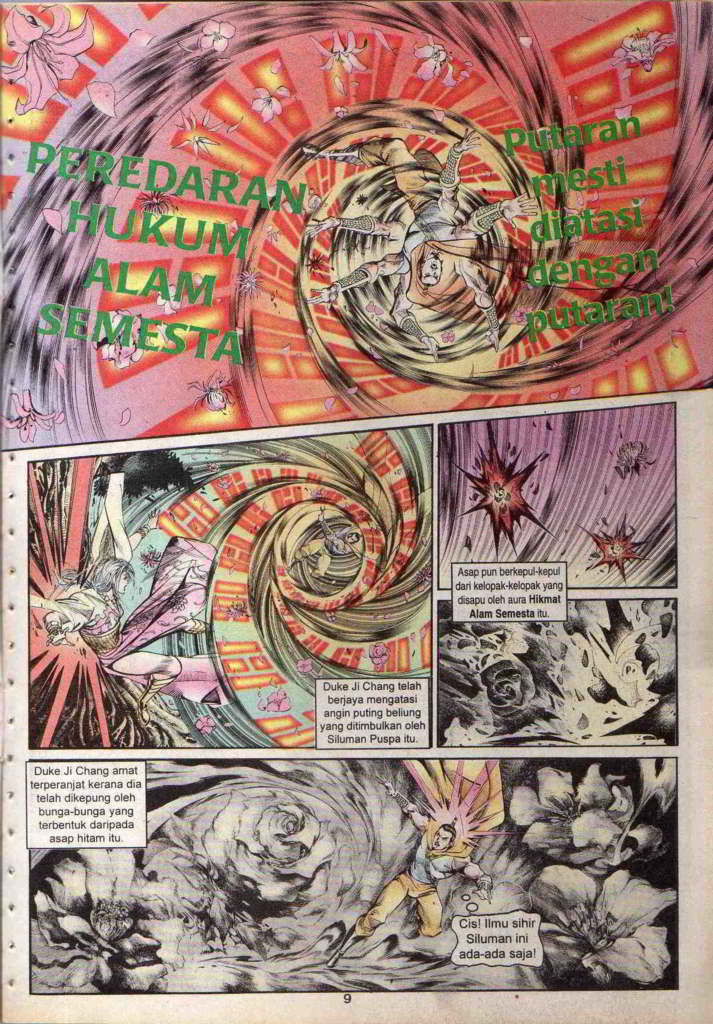 PEREDARAN
HUKUM
ALAM
SEMESTA
Putaran
mesti
diatasi
dengan
putaran!
Asap pun berkepul-kepul
dari kelopak-kelopak yang
disapu oleh aura Hikmat
Alam Semesta itu.
Duke Ji Chang telah
berjaya mengatasi
angin puting beliung
yang ditimbulkan oleh
Siluman Puspa itu.
Duke Ji Chang amat
terperanjat kerana dia
telah dikepung oleh
bunga-bunga yang
terbentuk daripada
asap hitam itu.
Cis! Ilmu sihir
Siluman ini
ada-ada saja!
9